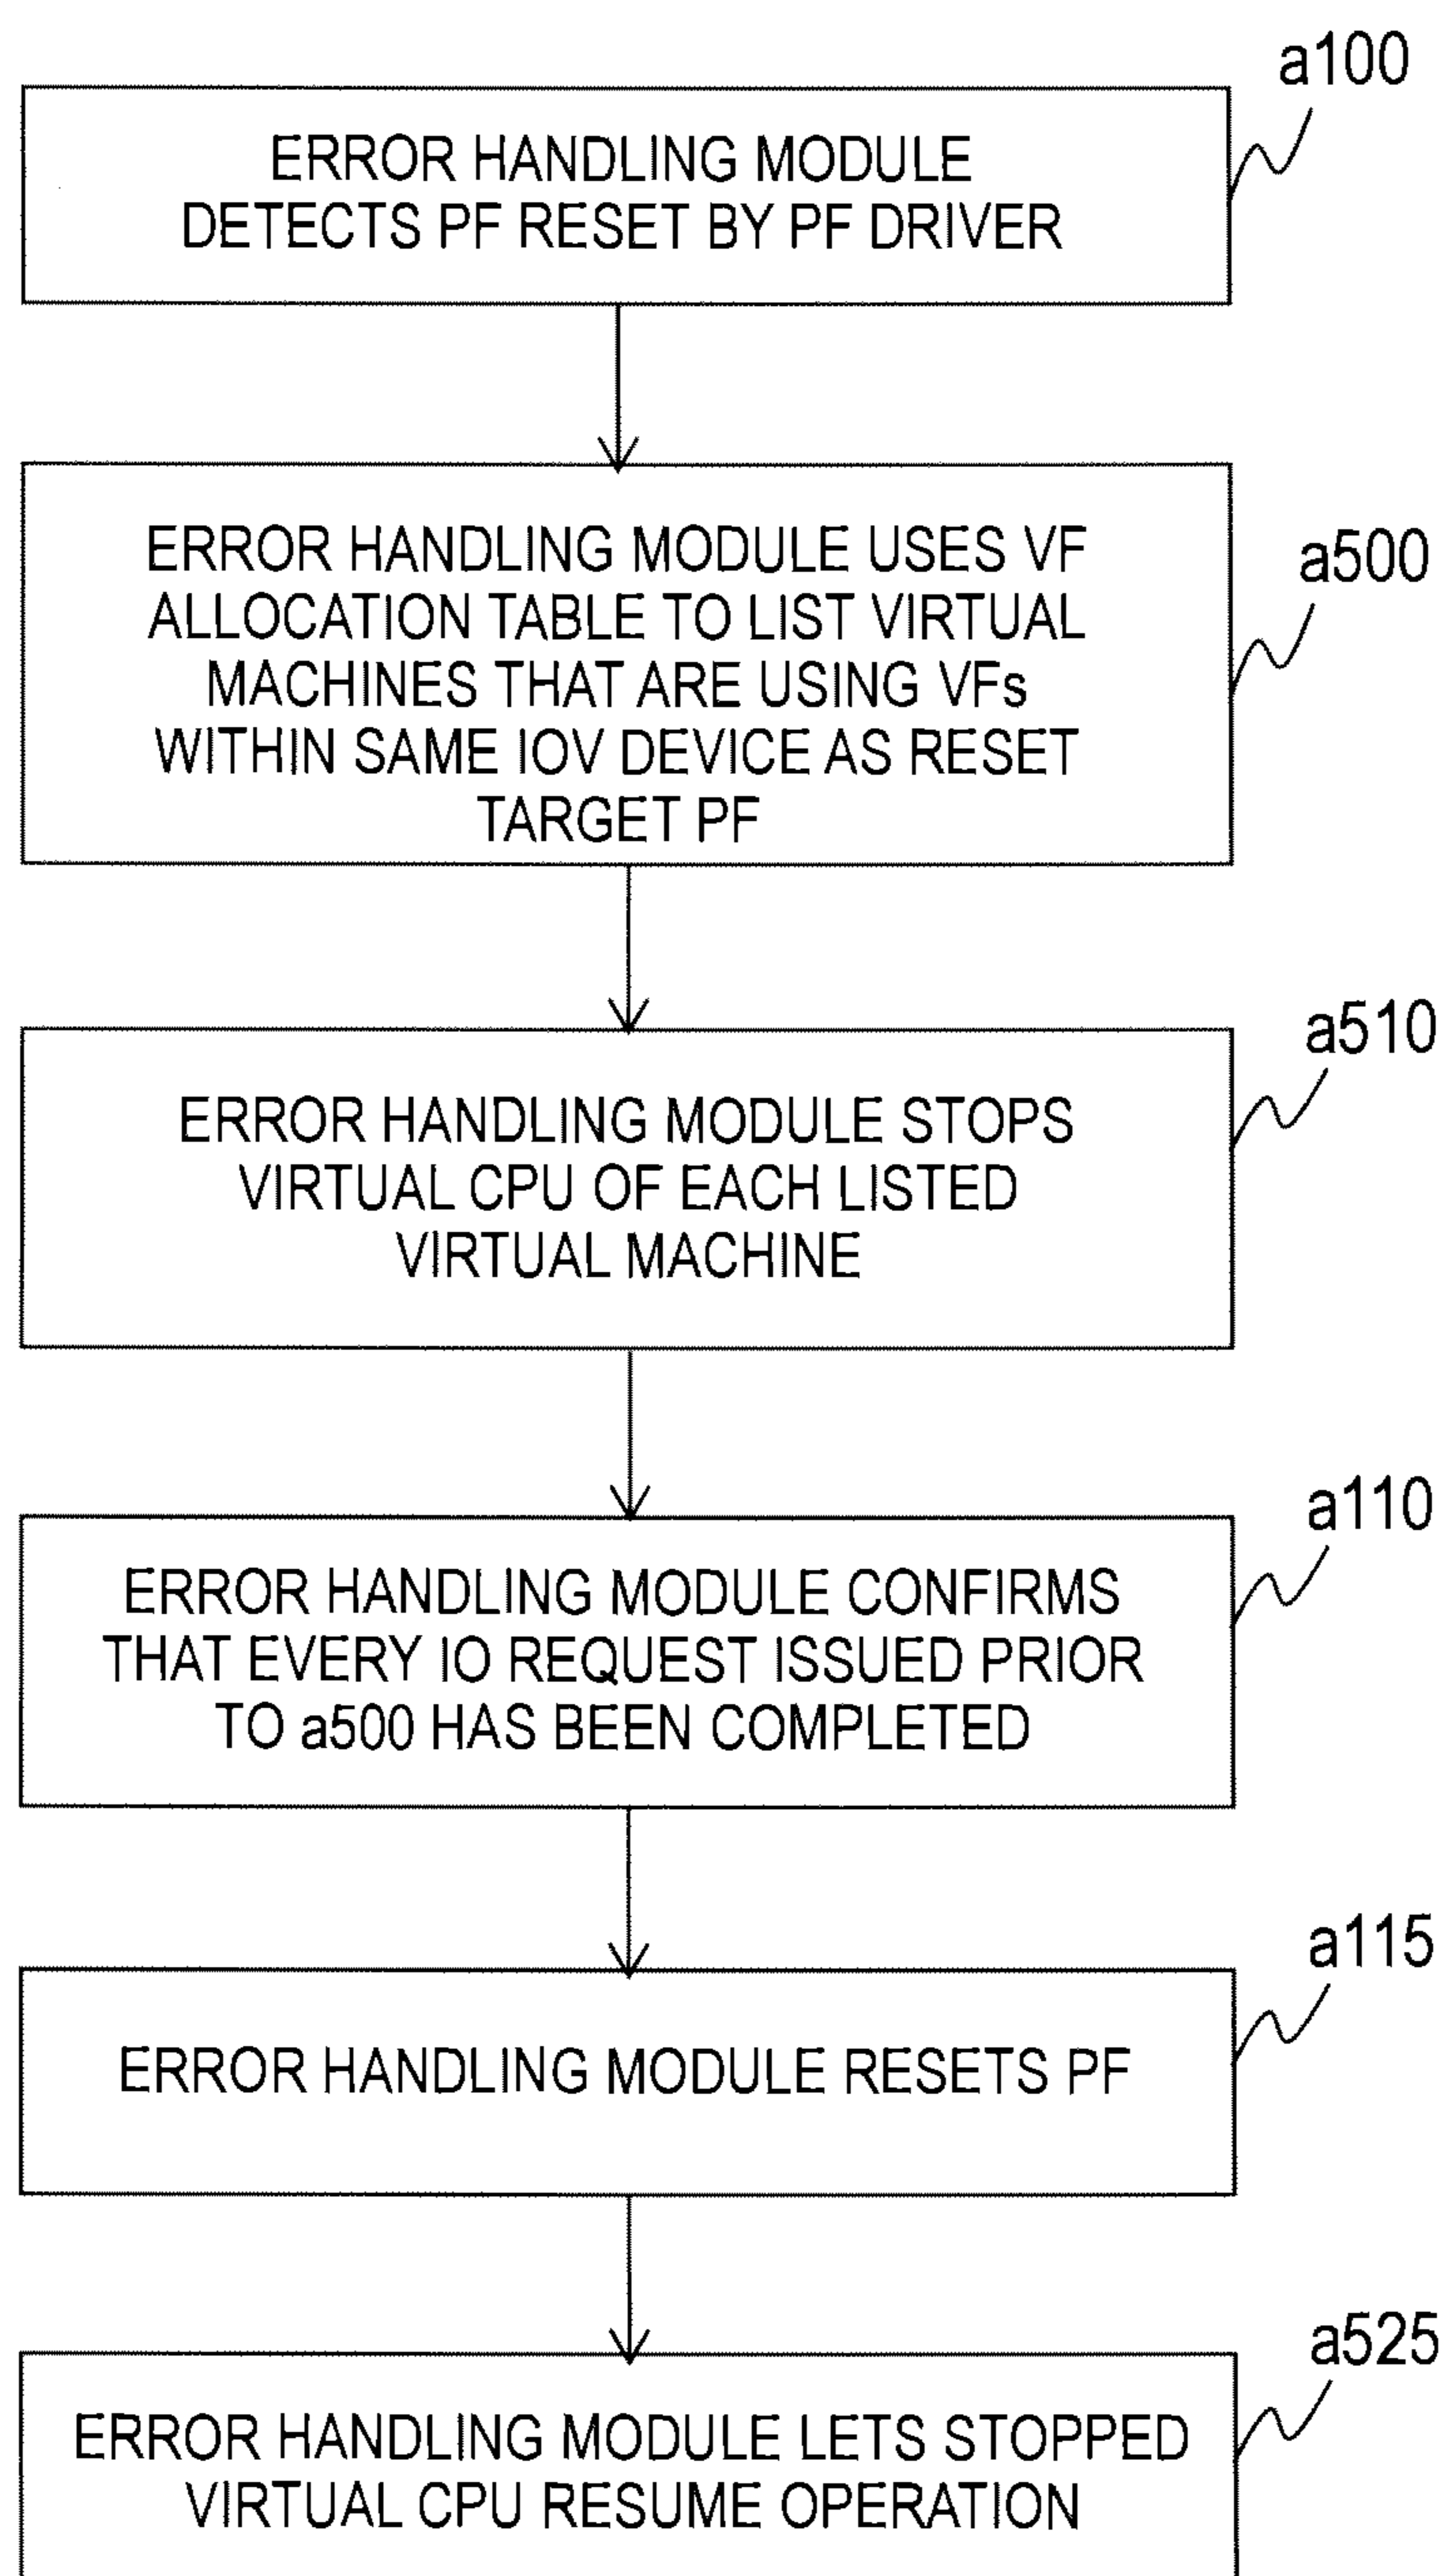 a100
ERROR HANDLING MODULE
DETECTS PF RESET BY PF DRIVER
a500
ERROR HANDLING MODULE USES VF
ALLOCATION TABLE TO LIST VIRTUAL
MACHINES THAT ARE USING VFs
WITHIN SAME IOV DEVICE AS RESET
TARGET PF
a510
ERROR HANDLING MODULE STOPS
VIRTUAL CPU OF EACH LISTED
VIRTUAL MACHINE
a110
ERROR HANDLING MODULE CONFIRMS
THAT EVERY IO REQUEST ISSUED PRIOR
TO a500 HAS BEEN COMPLETED
a115
ERROR HANDLING MODULE RESETS PF
a525
ERROR HANDLING MODULE LETS STOPPED
VIRTUAL CPU RESUME OPERATION